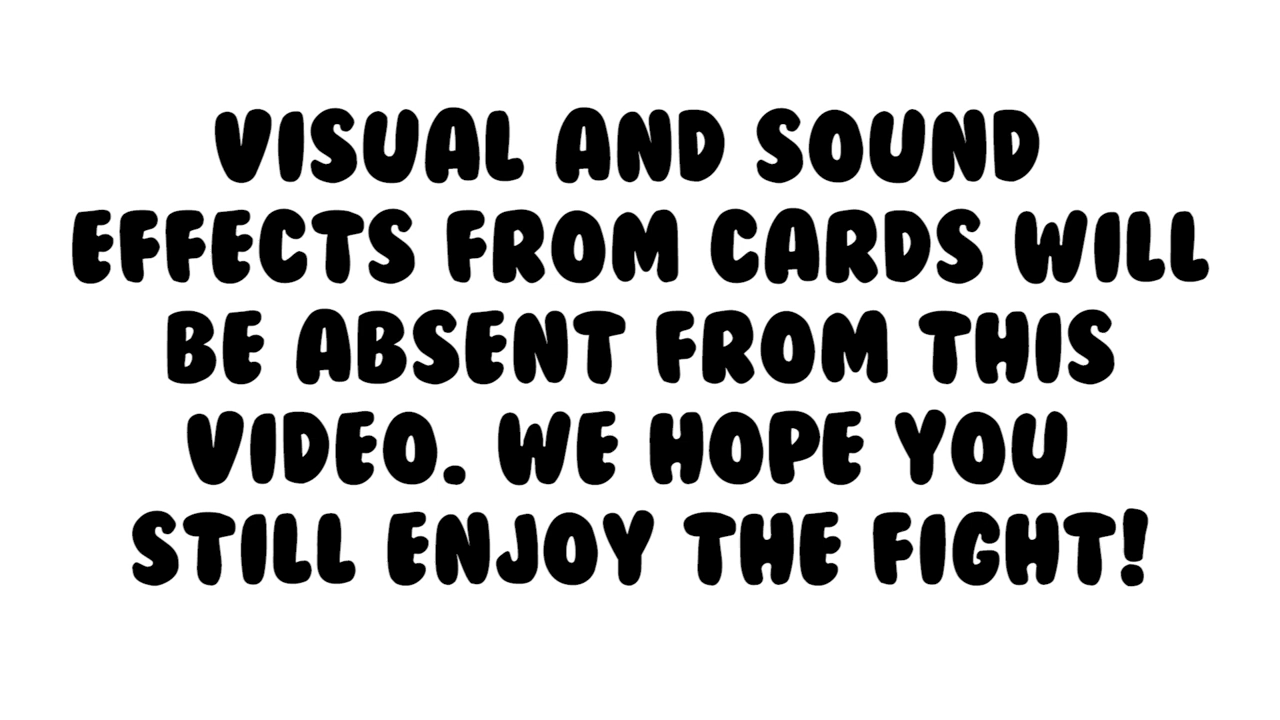 VISUAL AND SOUND
EFFECTS FROM CARDS WILL
BE ABSENT FROM THIS
VIDEO. WE HOPE YOU
STILL ENJOY THE FIGHT!